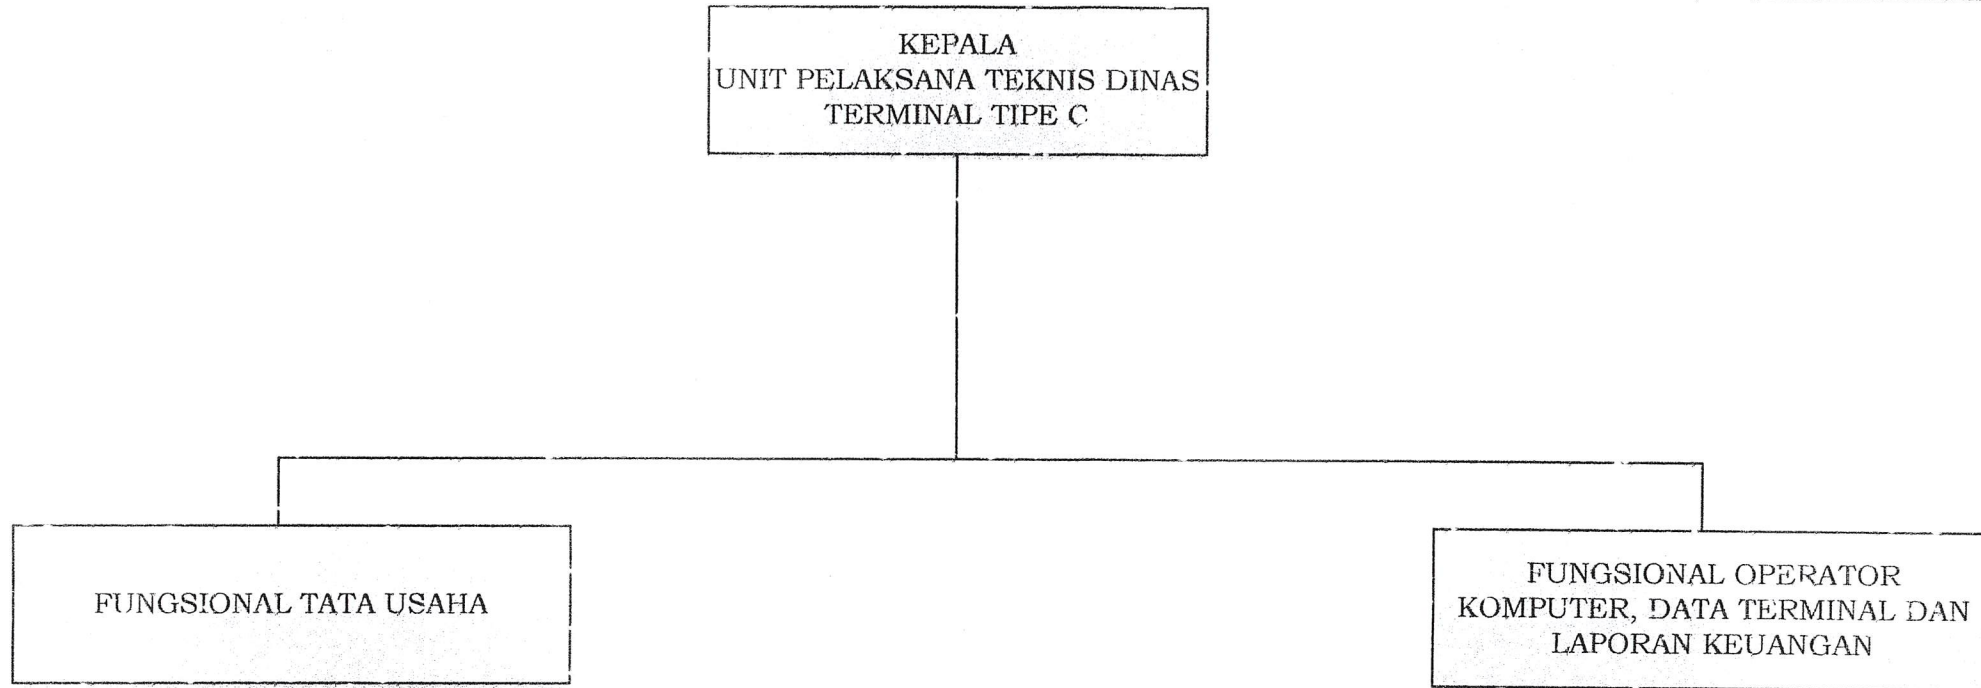 KEPALA
UNIT PELAKSANA TEKNIS DINAS
TERMINAL TIPE C
FUNGSIONAL TATA USAHA
FUNGSIONAL OPERATOR
KOMPUTER, DATA TERMINAL DAN
LAPORAN KEUANGAN